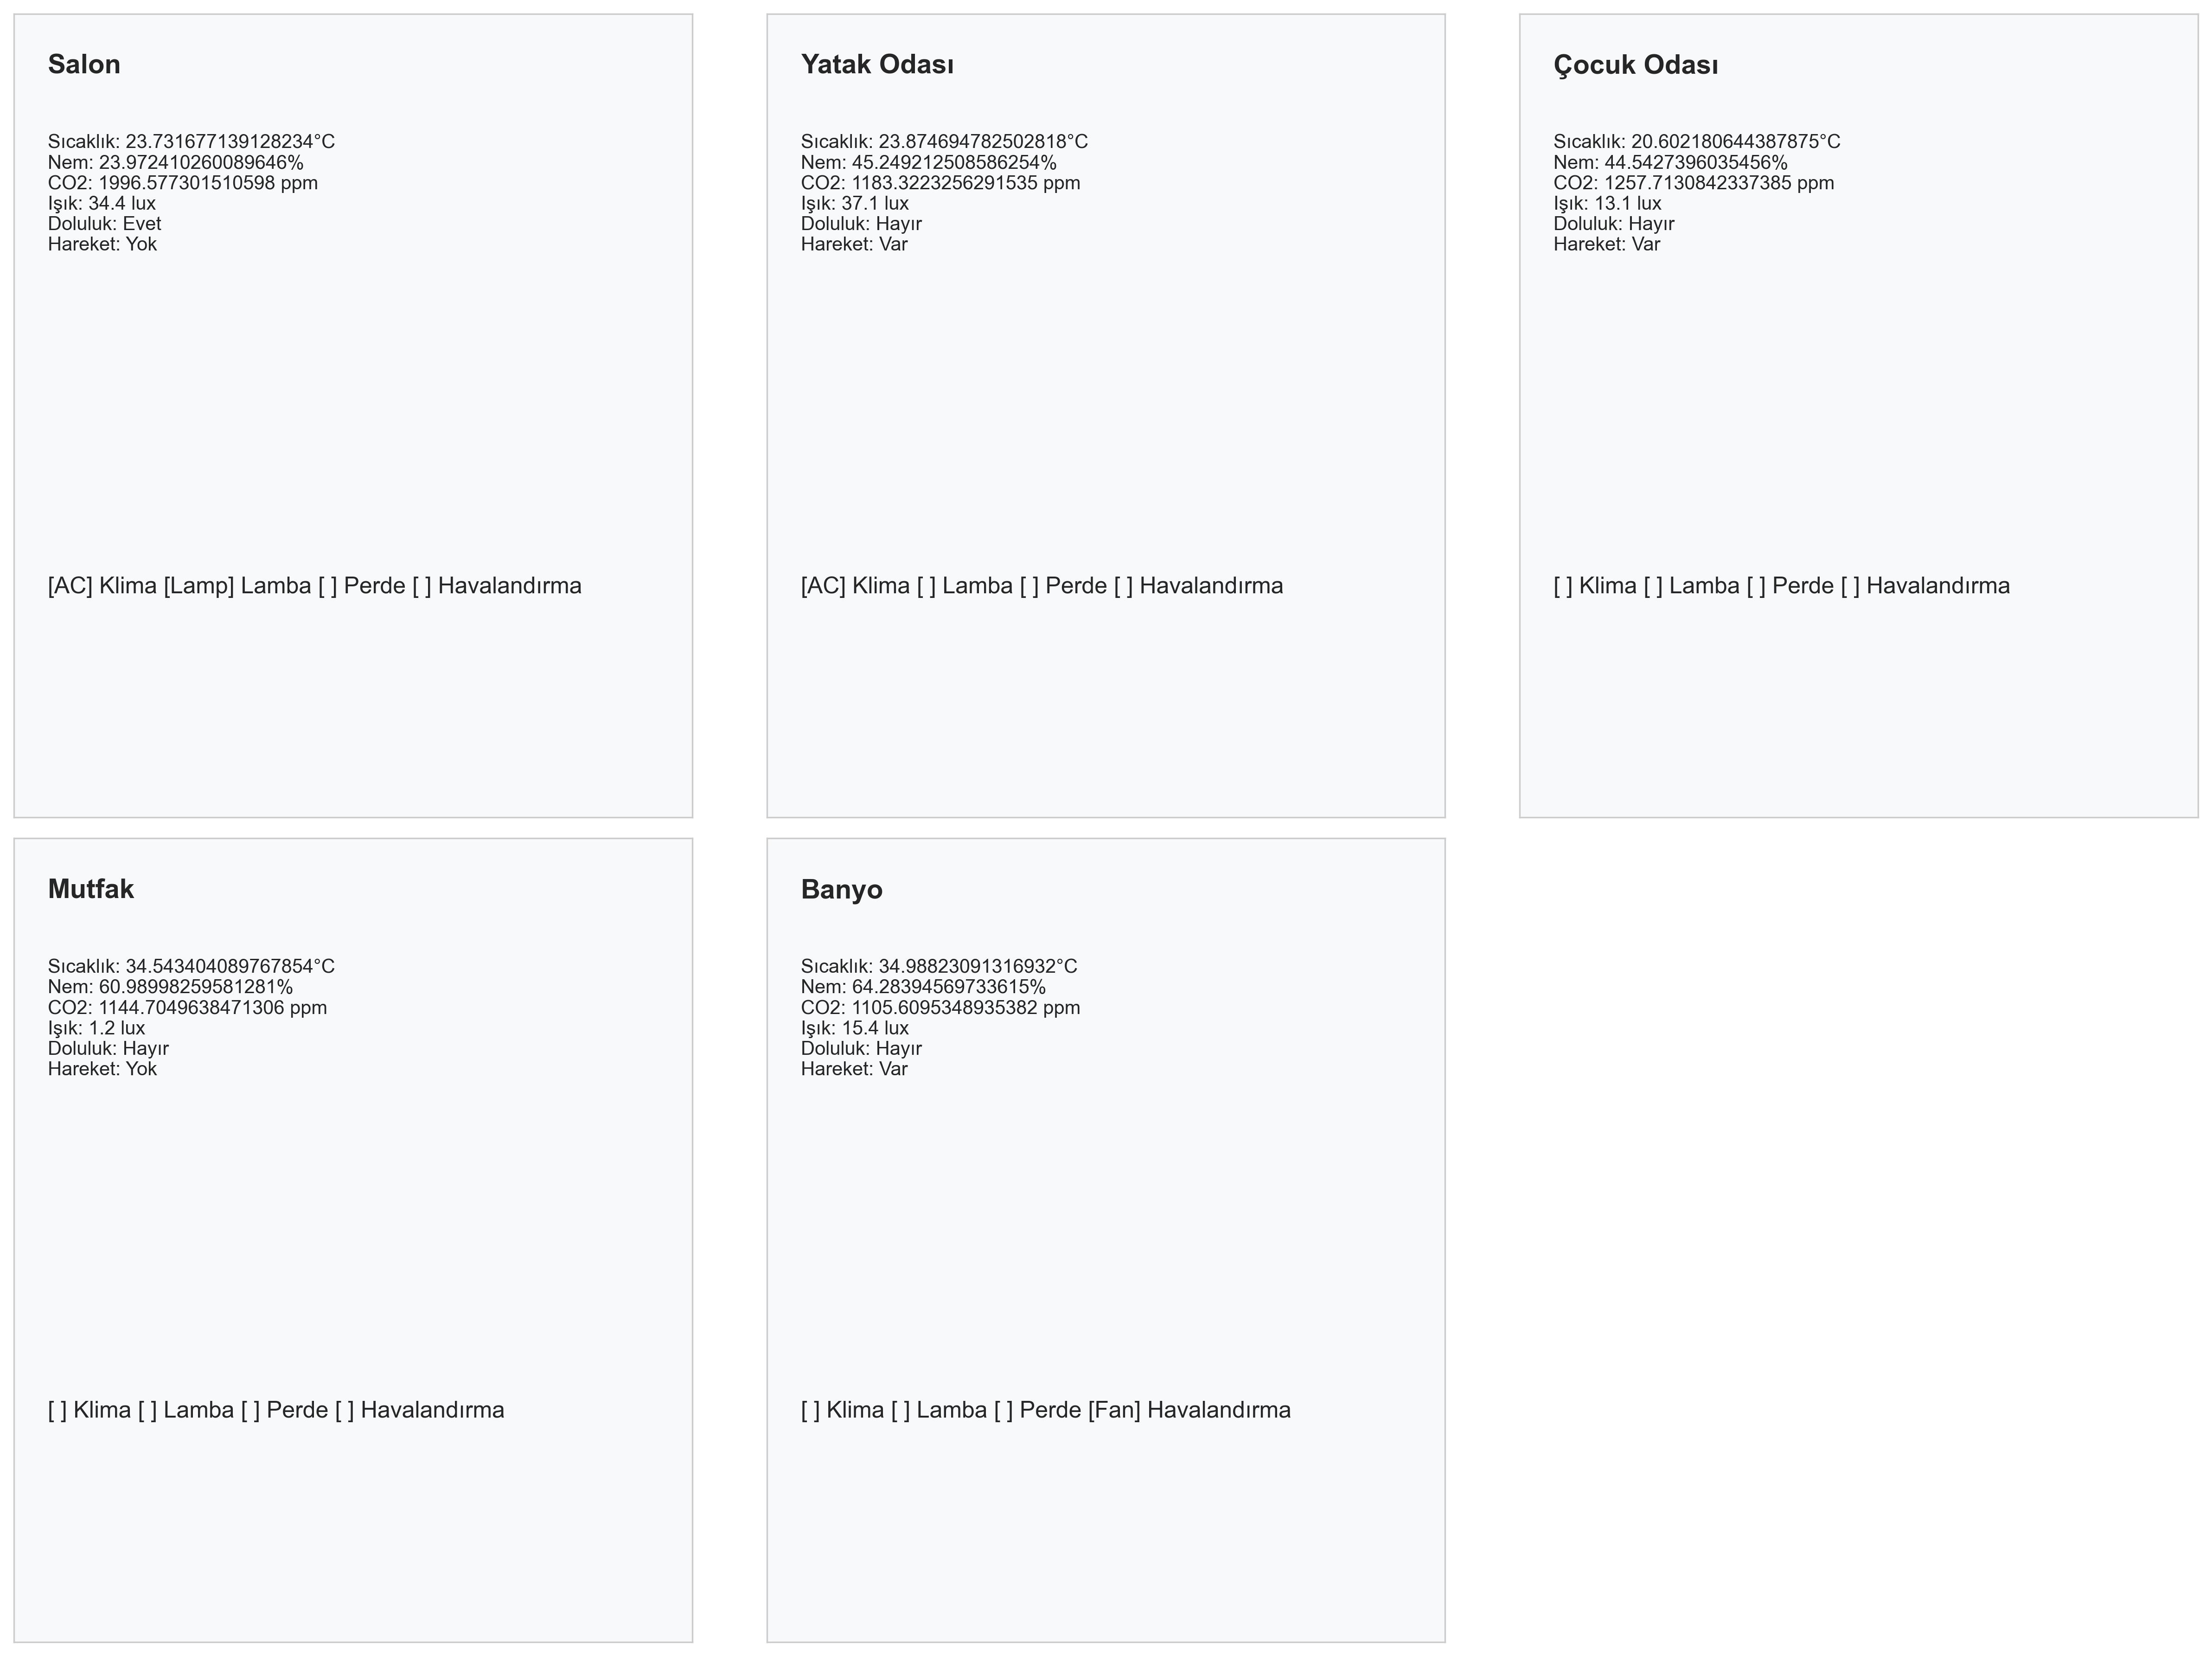 Salon
Sıcaklık: 23.731677139128234°C
Nem: 23.972410260089646%
CO2: 1996.577301510598 ppm
Işık: 34.4 lux
Doluluk: Evet
Hareket: Yok
[AC] Klima [Lamp] Lamba [ ] Perde [ ] Havalandırma
Yatak Odası
Sıcaklık: 23.874694782502818°C
Nem: 45.249212508586254%
CO2: 1183.3223256291535 ppm
Işık: 37.1 lux
Doluluk: Hayır
Hareket: Var
[AC] Klima [ ] Lamba [ ] Perde [ ] Havalandırma
Çocuk Odası
Sıcaklık: 20.602180644387875°C
Nem: 44.5427396035456%
CO2: 1257.7130842337385 ppm
Işık: 13.1 lux
Doluluk: Hayır
Hareket: Var
[ ] Klima [ ] Lamba [ ] Perde [ ] Havalandırma
Mutfak
Sıcaklık: 34.543404089767854°C
Nem: 60.98998259581281%
CO2: 1144.7049638471306 ppm
Işık: 1.2 lux
Doluluk: Hayır
Hareket: Yok
[ ] Klima [ ] Lamba [ ] Perde [ ] Havalandırma
Banyo
Sıcaklık: 34.98823091316932°C
Nem: 64.28394569733615%
CO2: 1105.6095348935382 ppm
Işık: 15.4 lux
Doluluk: Hayır
Hareket: Var
[ ] Klima [ ] Lamba [ ] Perde [Fan] Havalandırma